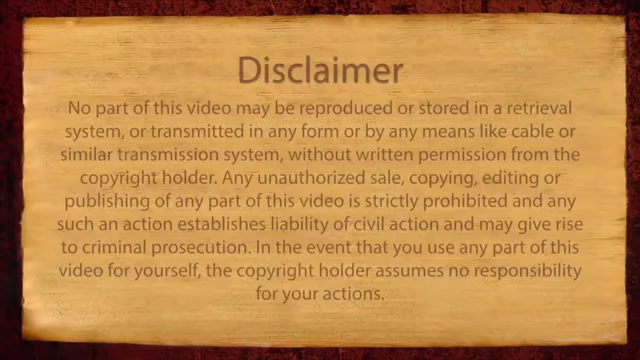 Disclaimer
No part of this video may be reproduced or stored in a retrieval
system, or transmitted in any form or by any means like cable or
similar transmission system, without written permission from the
copyright holder. Any unauthorized sale, copying, editing or
publishing of any part of this video is strictly prohibited and any
such an action establishes liability of civil action and may give rise
to criminal prosecution. In the event that you use any part of this
video for yourself, the copyright holder assumes no responsibility
for your actions.